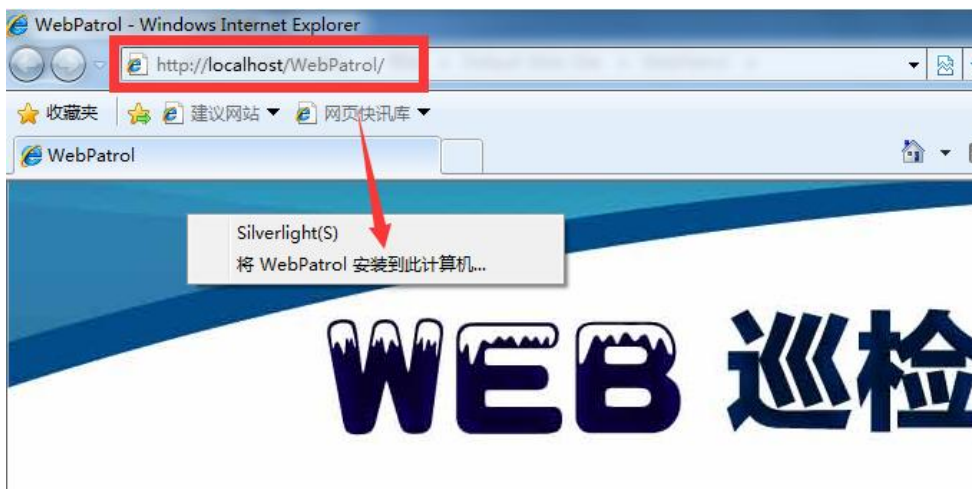 WebPatrol - Windows Internet Explorer
http://localhost/WebPatrol/
收藏夹 建议网站 网页快讯库
WebPatrol
Silverlight(S)
将 WebPatrol 安装到此计算机...
WEB 巡检